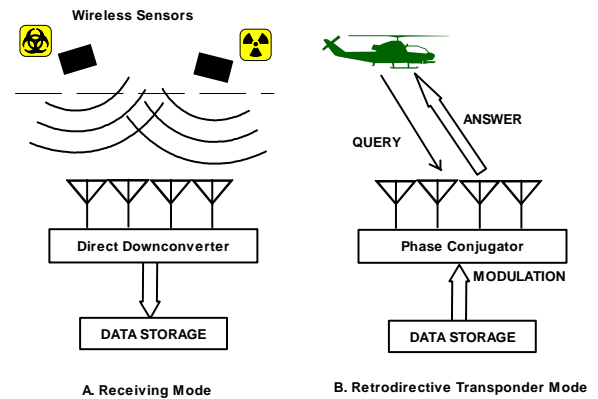 Wireless Sensors
Direct Downconverter
DATA STORAGE
A. Receiving Mode
ANSWER
QUERY
Phase Conjugator
MODULATION
DATA STORAGE
B. Retrodirective Transponder Mode